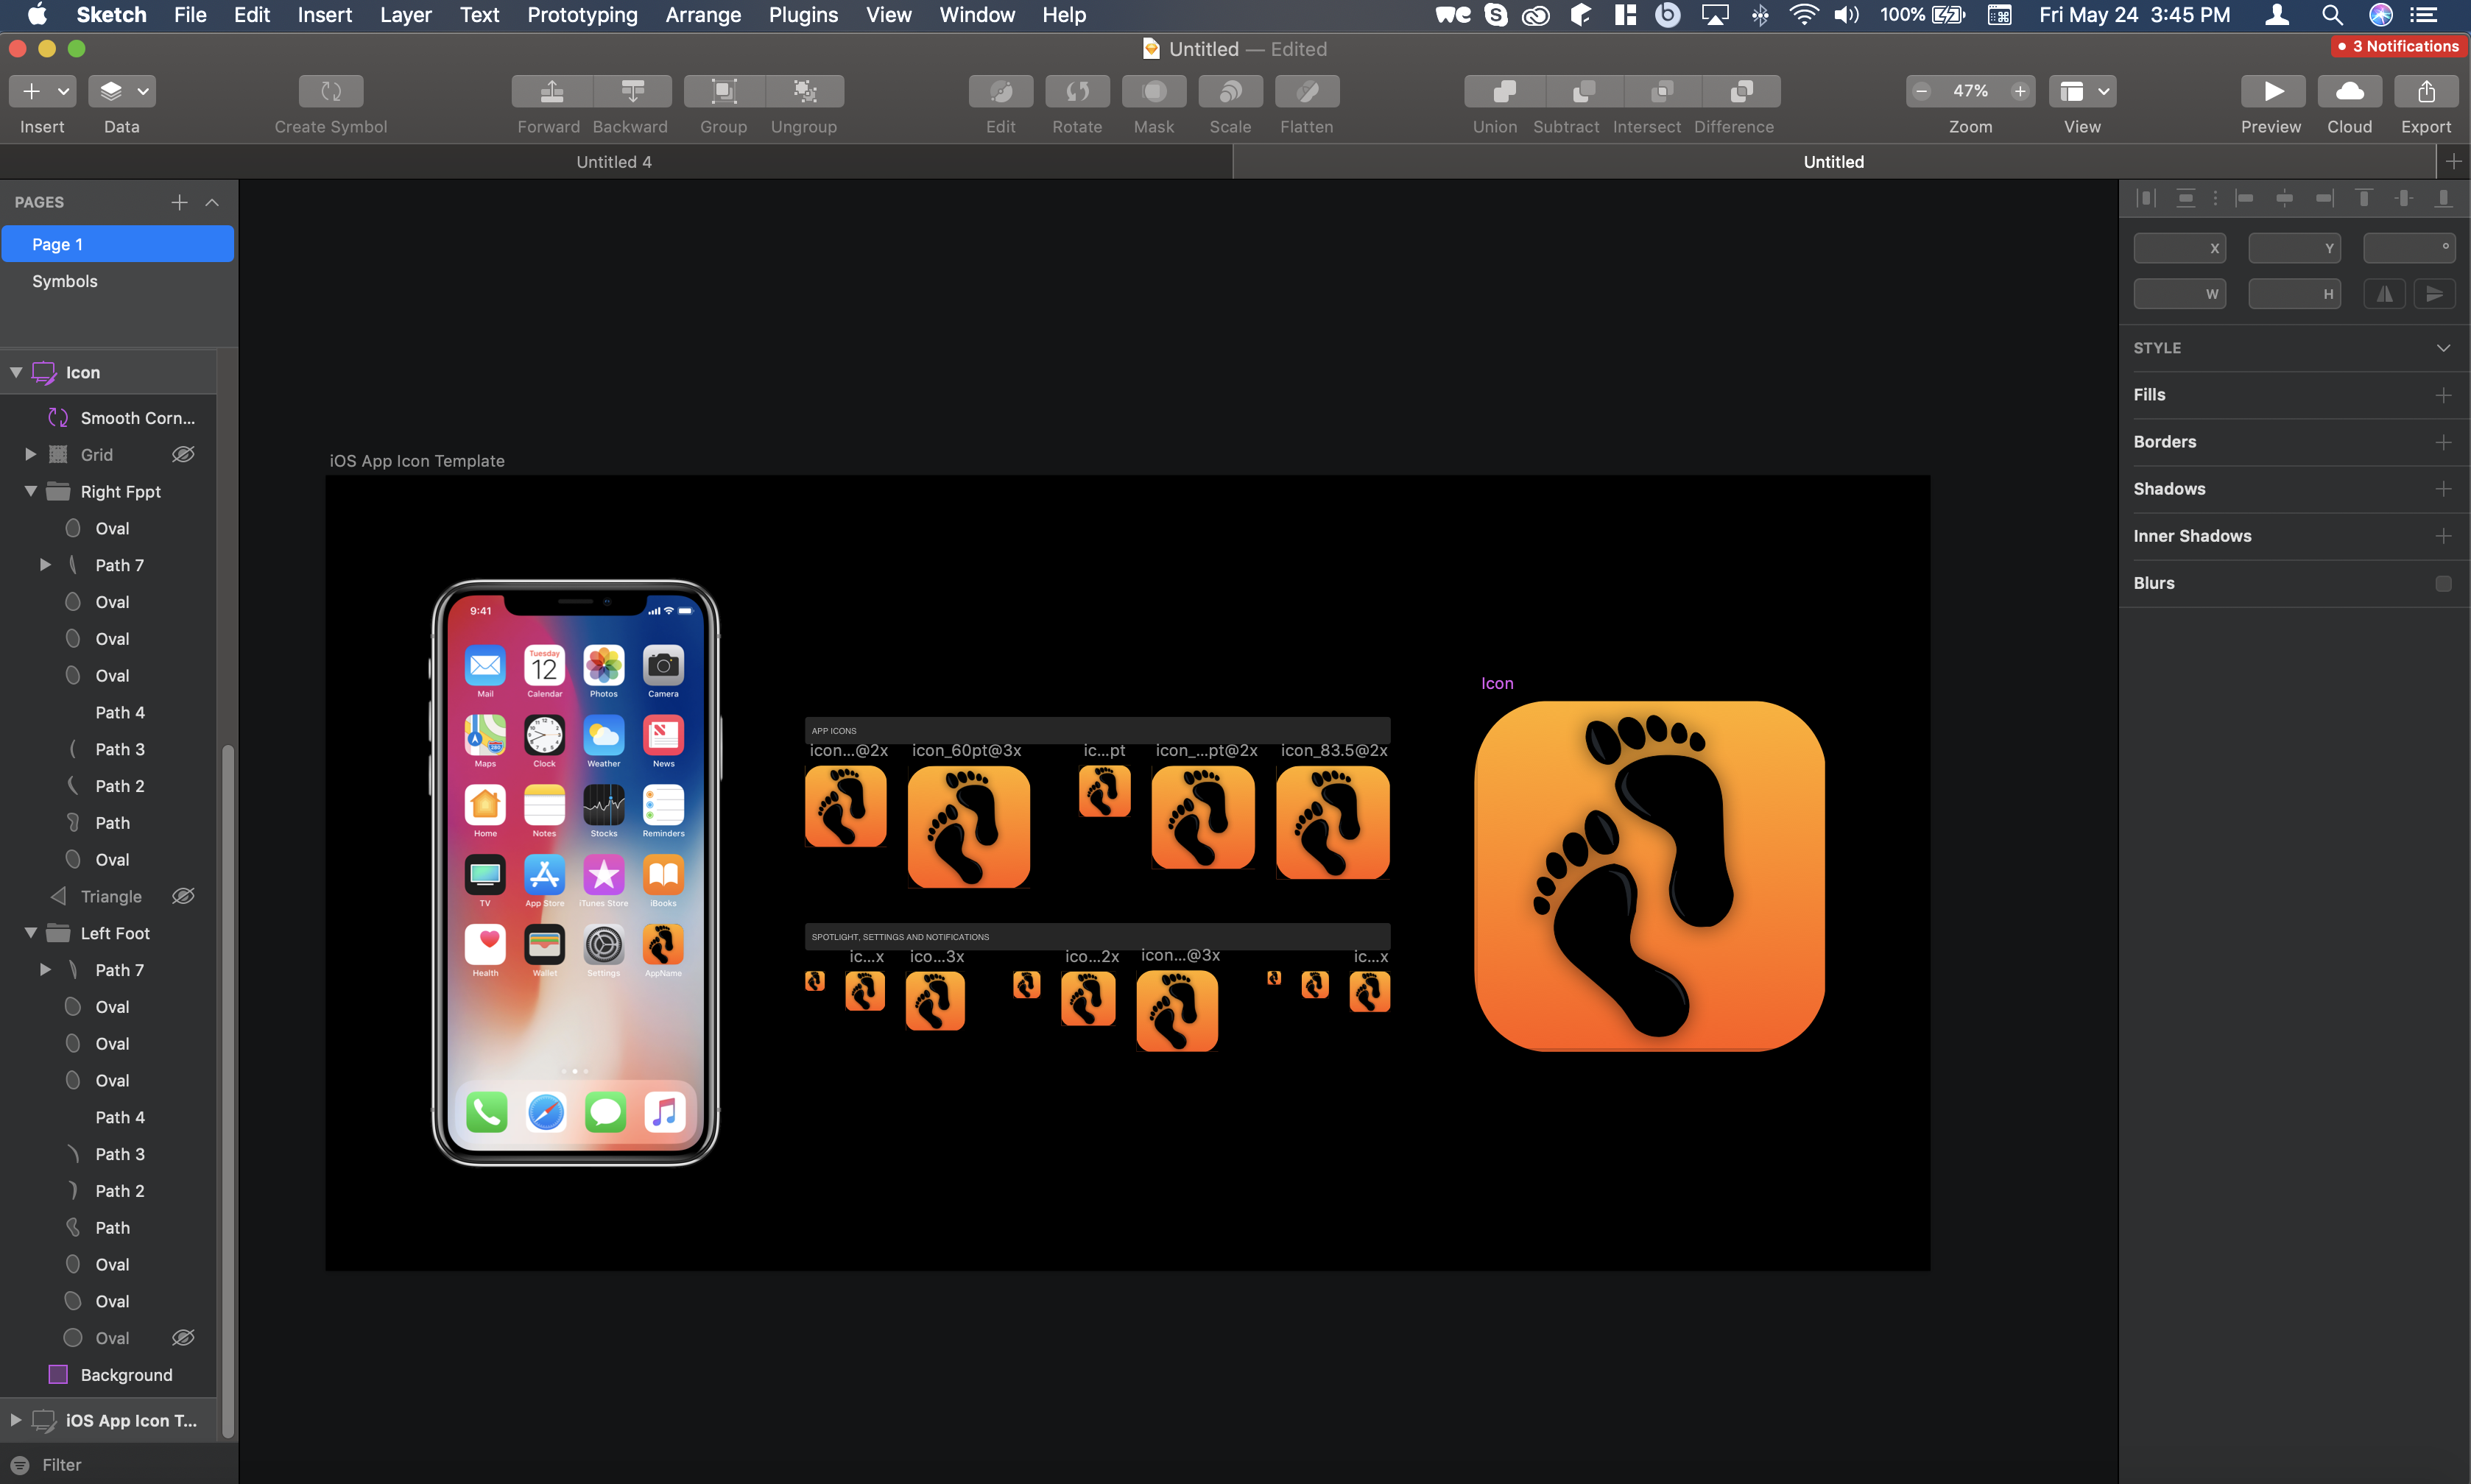 Sketch File Edit Insert Layer Text Prototyping Arrange Plugins View Window Help 100% Fri May 24 3:45 PM
Untitled — Edited
3 Notifications
47%
Insert Data Create Symbol Forward Backward Group Ungroup Edit Rotate Mask Scale Flatten Union Subtract Intersect Difference Zoom View Preview Cloud Export
Untitled 4 Untitled
PAGES
Page 1
Symbols
Icon
Smooth Corn...
Grid
Right Fppt
Oval
Path 7
Oval
Oval
Oval
Path 4
Path 3
Path 2
Path
Oval
Triangle
Left Foot
Path 7
Oval
Oval
Oval
Path 4
Path 3
Path 2
Path
Oval
Oval
Oval
Background
iOS App Icon T...
Filter
iOS App Icon Template
9:41
Tuesday
12
Mail Calendar Photos Camera
280
Maps Clock Weather News
Home Notes Stocks Reminders
TV App Store iTunes Store iBooks
Health Wallet Settings AppName
APP ICONS
icon...@2x icon_60pt@3x ic...pt icon_...pt@2x icon_83.5@2x
SPOTLIGHT, SETTINGS AND NOTIFICATIONS
ic...x ico...3x ico...2x icon...@3x ic...x
Icon
X Y °
W H
STYLE
Fills
Borders
Shadows
Inner Shadows
Blurs